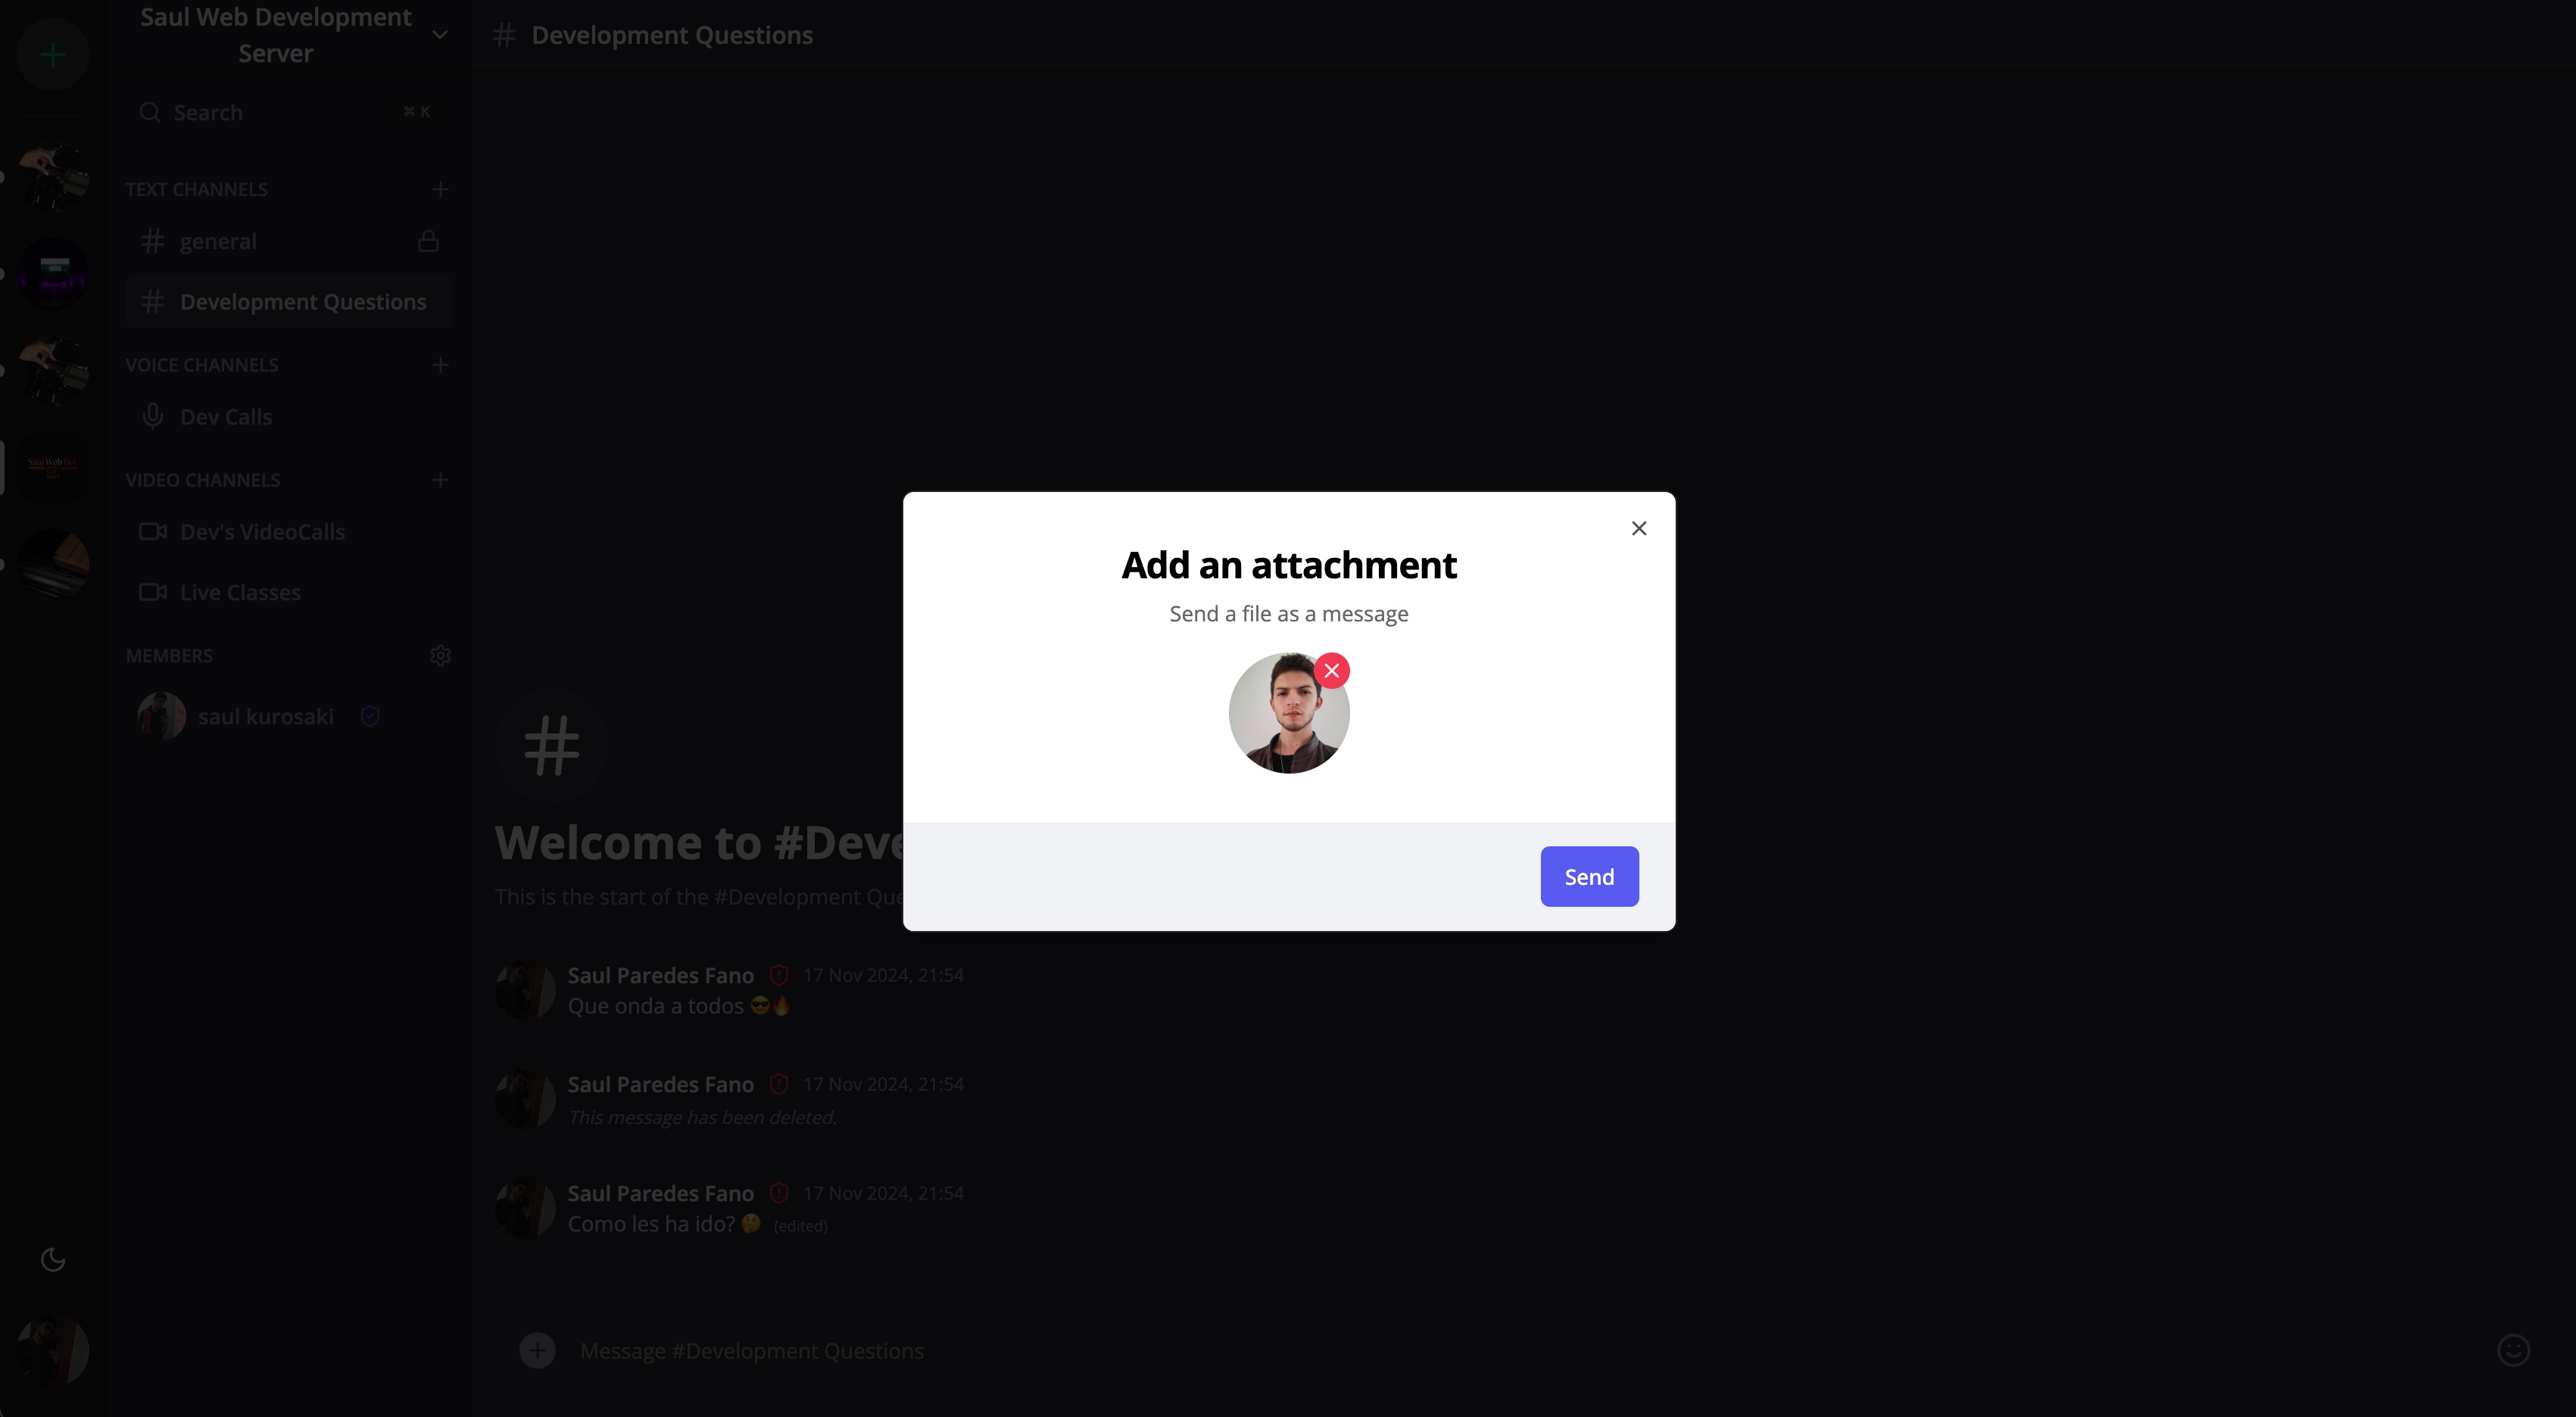 Saul Web Development
Server
Search
⌘ K
TEXT CHANNELS
general
Development Questions
VOICE CHANNELS
Dev Calls
VIDEO CHANNELS
Dev's VideoCalls
Live Classes
MEMBERS
saul kurosaki
Saul Web Dev
# Development Questions
Welcome to #Deve
This is the start of the #Development Que
Saul Paredes Fano 17 Nov 2024, 21:54
Que onda a todos 😎🔥
Saul Paredes Fano 17 Nov 2024, 21:54
This message has been deleted.
Saul Paredes Fano 17 Nov 2024, 21:54
Como les ha ido? 🤔 (edited)
Message #Development Questions
Add an attachment
Send a file as a message
Send